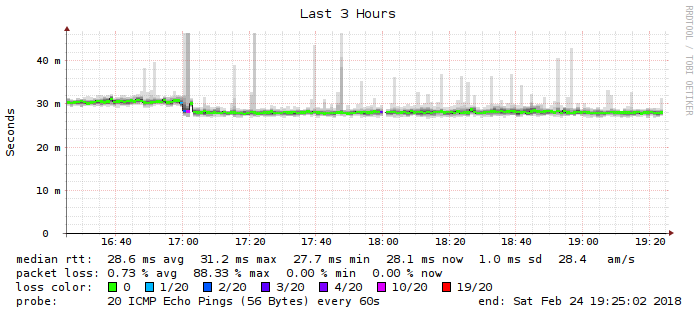 Last 3 Hours
RRDTOOL / TOBI OETIKER
Seconds
40 m
30 m
20 m
10 m
0
16:40 17:00 17:20 17:40 18:00 18:20 18:40 19:00 19:20
median rtt: 28.6 ms avg 31.2 ms max 27.7 ms min 28.1 ms now 1.0 ms sd 28.4 am/s
packet loss: 0.73 % avg 88.33 % max 0.00 % min 0.00 % now
loss color: 0 1/20 2/20 3/20 4/20 10/20 19/20
probe: 20 ICMP Echo Pings (56 Bytes) every 60s end: Sat Feb 24 19:25:02 2018